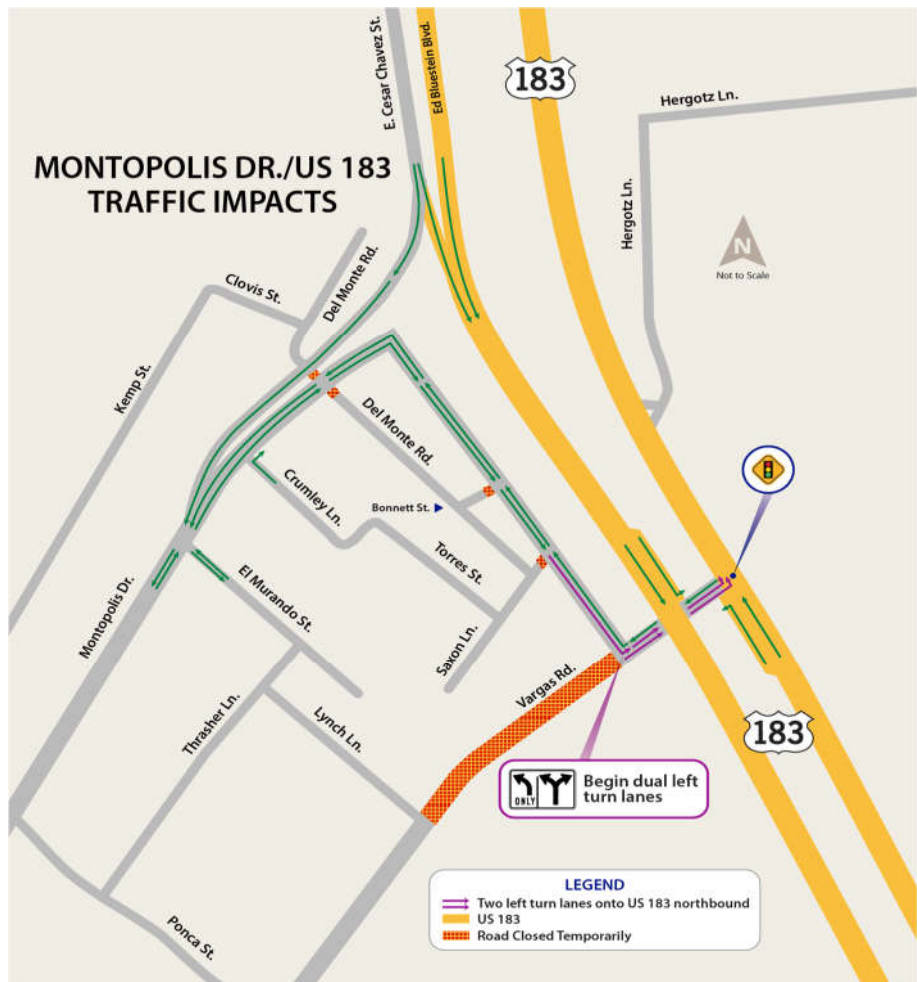 E. Cesar Chavez St.
Ed Bluestein Blvd.
183
Hergotz Ln.
MONTOPOLIS DR./US 183
TRAFFIC IMPACTS
Hergotz Ln.
N
Not to Scale
Del Monte Rd.
Clovis St.
Kemp St.
Del Monte Rd.
Crumley Ln.
Bonnett St.
Torres St.
El Murando St.
Montopolis Dr.
Saxon Ln.
Vargas Rd.
Thrasher Ln.
Lynch Ln.
183
ONLY
Begin dual left
turn lanes
LEGEND
Two left turn lanes onto US 183 northbound
US 183
Road Closed Temporarily
Ponca St.